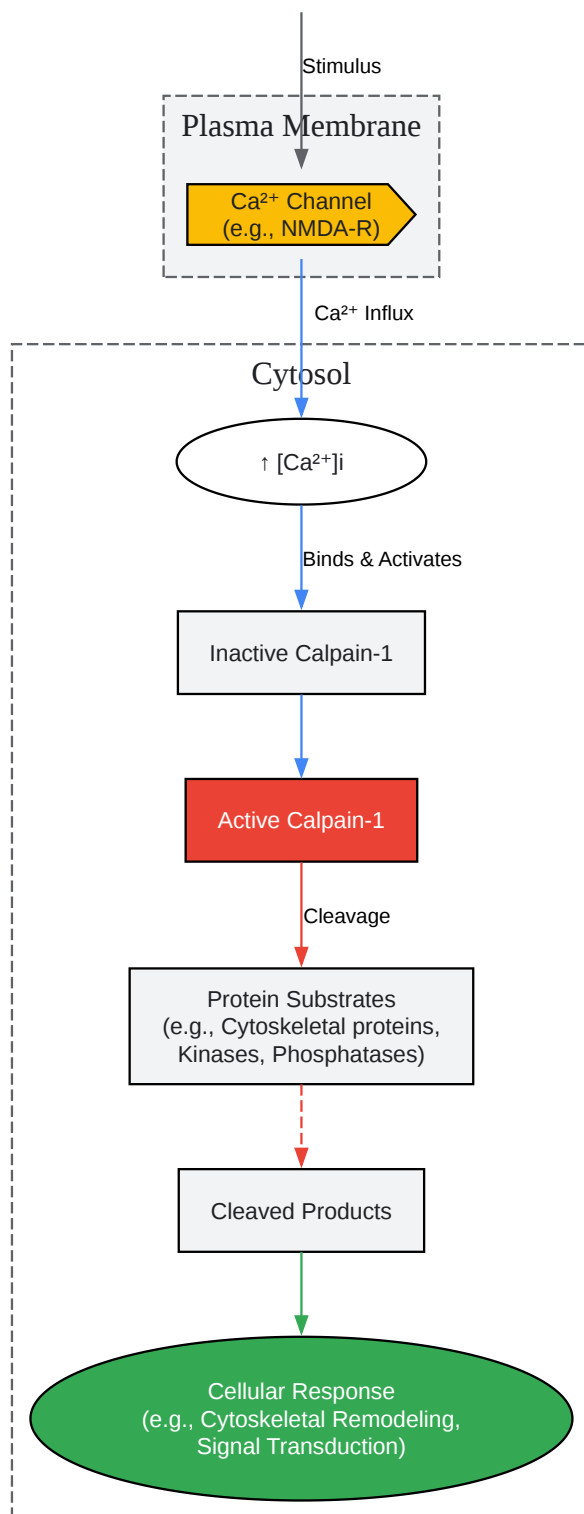 Stimulus
Plasma Membrane
Ca²⁺ Channel
(e.g., NMDA-R)
Ca²⁺ Influx
Cytosol
↑ [Ca²⁺]i
Binds & Activates
Inactive Calpain-1
Active Calpain-1
Cleavage
Protein Substrates
(e.g., Cytoskeletal proteins,
Kinases, Phosphatases)
Cleaved Products
Cellular Response
(e.g., Cytoskeletal Remodeling,
Signal Transduction)